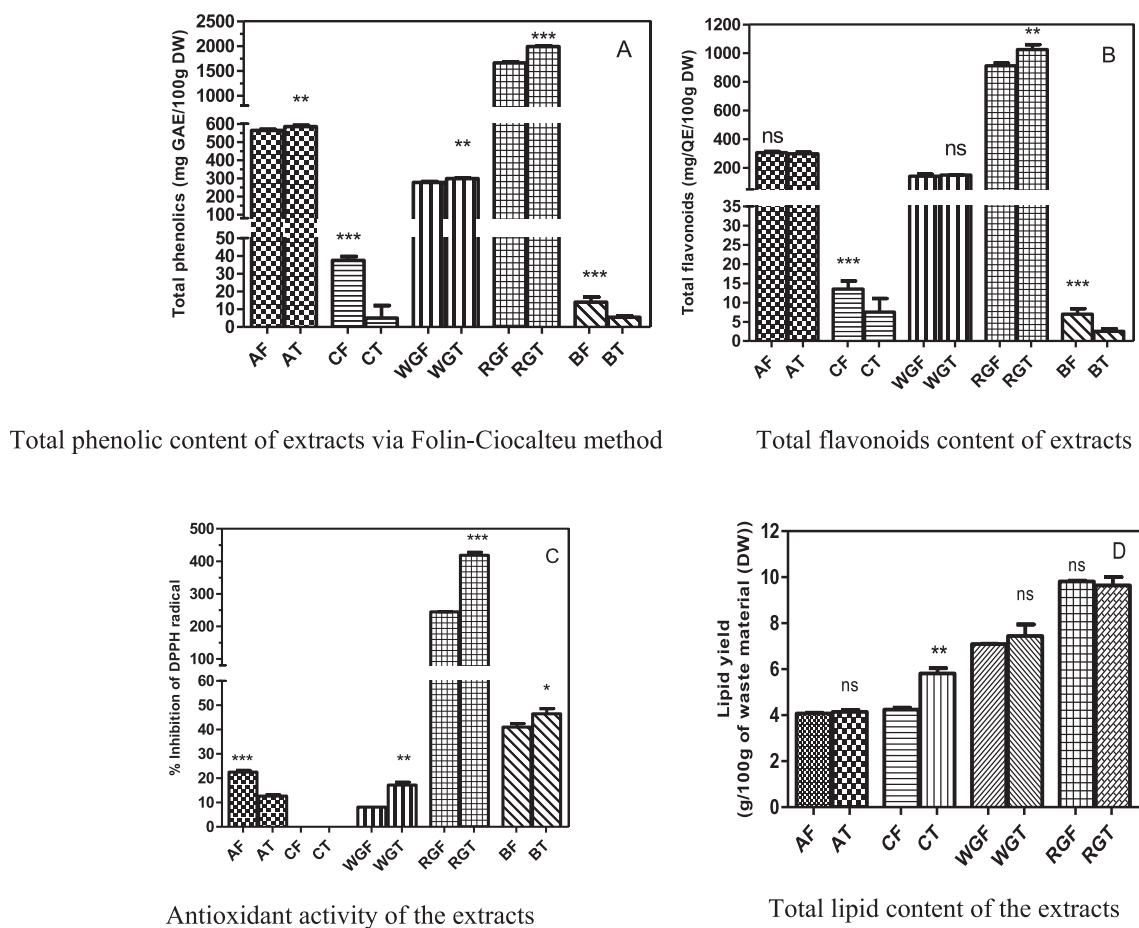 A
Total phenolics (mg GAE/100g DW)
2500
2000
1750
1500
1250
1000
600
500
400
300
200
100
50
40
30
20
10
0
**
***
**
***
***
AF AT CF CT WGF WGT RGF RGT BF BT
Total phenolic content of extracts via Folin-Ciocalteu method
B
Total flavonoids (mg/QE/100g DW)
1200
1000
800
600
400
200
35
30
25
20
15
10
5
0
ns
***
ns
**
***
AF AT CF CT WGF WGT RGF RGT BF BT
Total flavonoids content of extracts
C
% Inhibition of DPPH radical
500
400
300
200
100
60
50
40
30
20
10
0
***
**
***
*
AF AT CF CT WGF WGT RGF RGT BF BT
Antioxidant activity of the extracts
D
Lipid yield
(g/100g of waste material (DW))
12
10
8
6
4
2
0
ns
**
ns
ns
AF AT CF CT WGF WGT RGF RGT
Total lipid content of the extracts